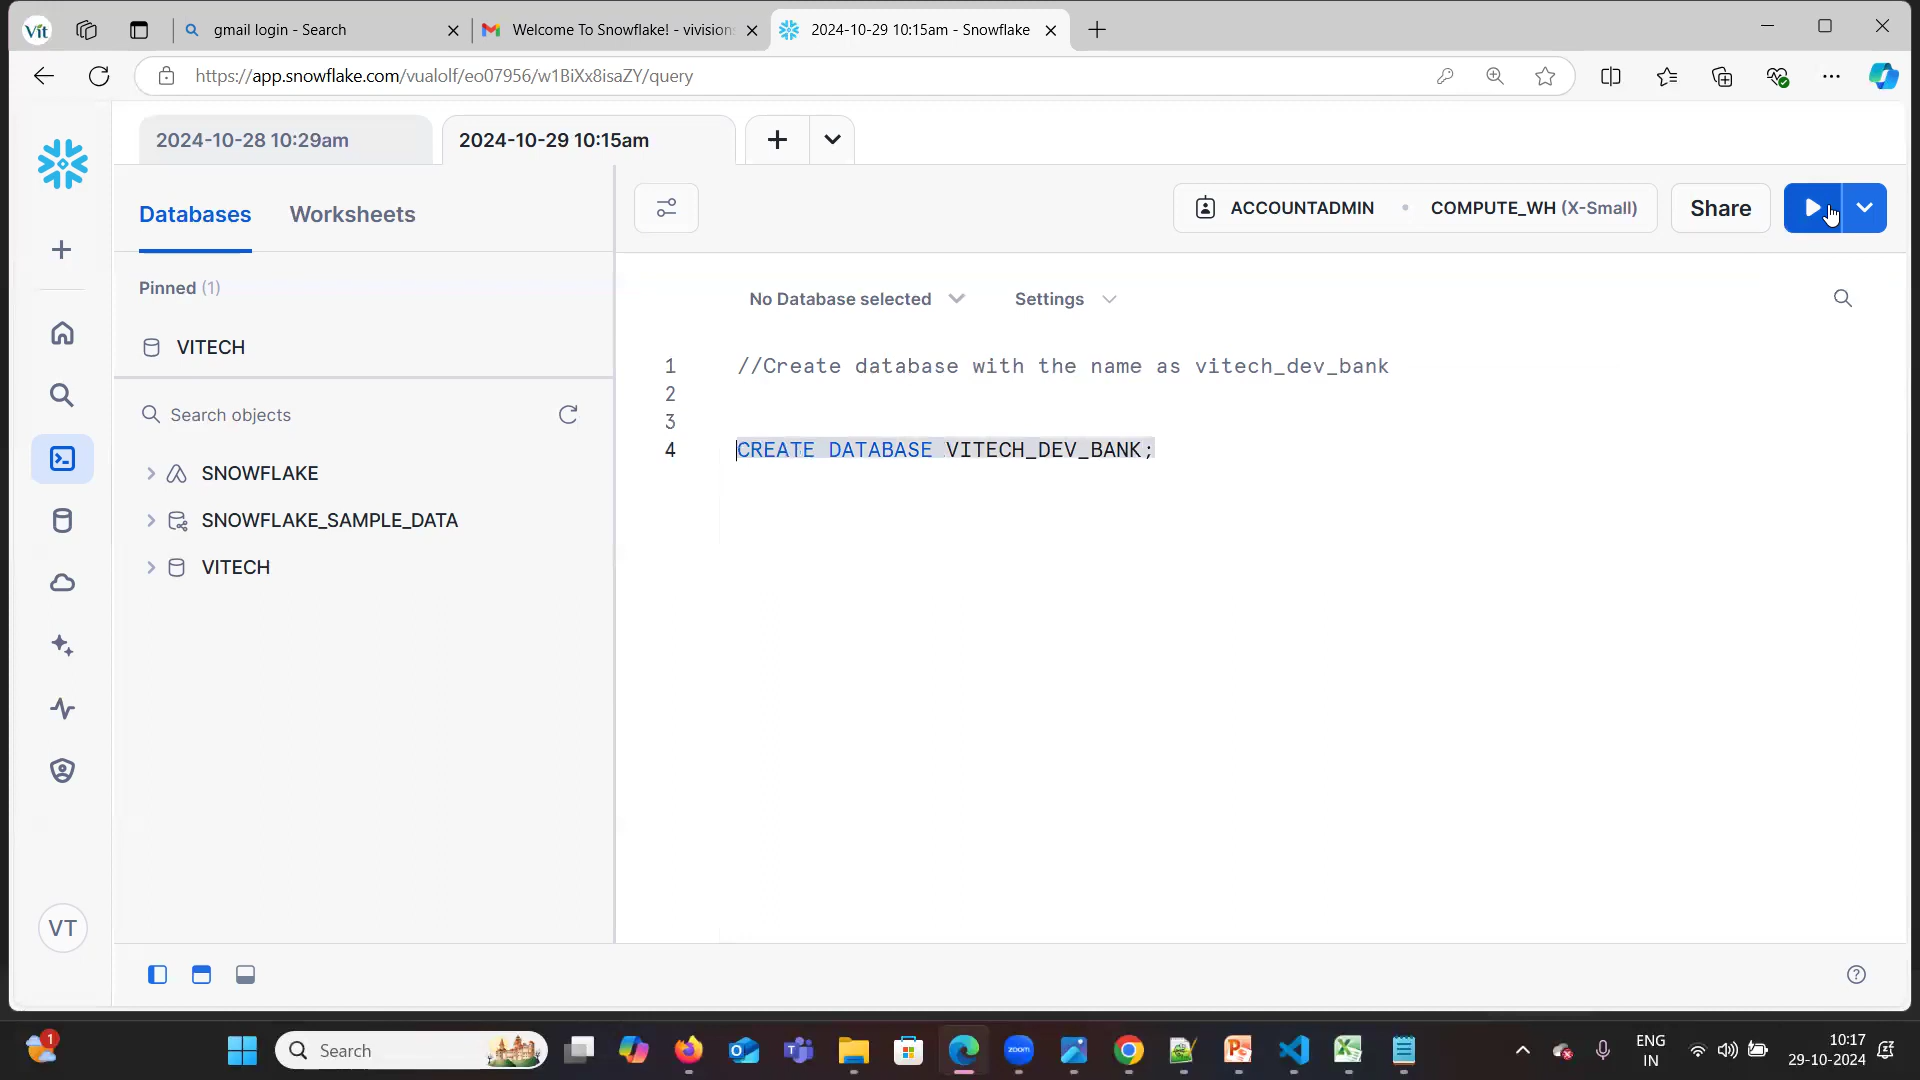 Vit
gmail login - Search
Welcome To Snowflake! - vivision
2024-10-29 10:15am - Snowflake
https://app.snowflake.com/vualolf/eo07956/w1BiXx8isaZY/query
2024-10-28 10:29am
2024-10-29 10:15am
Databases
Worksheets
ACCOUNTADMIN
COMPUTE_WH (X-Small)
Share
Pinned (1)
VITECH
No Database selected
Settings
1 //Create database with the name as vitech_dev_bank
2
3
4 CREATE DATABASE VITECH_DEV_BANK;
Search objects
SNOWFLAKE
SNOWFLAKE_SAMPLE_DATA
VITECH
VT
1
Search
zoom
ENG
IN
10:17
29-10-2024